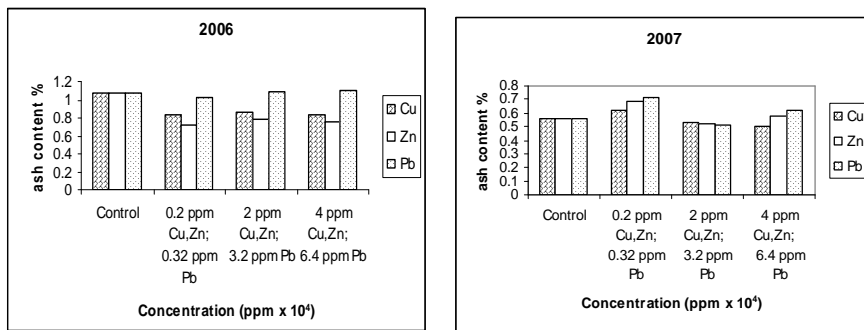 2006
ash content %
1.2
1
0.8
0.6
0.4
0.2
0
Control
0.2 ppm
Cu,Zn;
0.32 ppm
Pb
2 ppm
Cu,Zn;
3.2 ppm Pb
4 ppm
Cu,Zn;
6.4 ppm Pb
Concentration (ppm x 10⁴)
Cu
Zn
Pb
2007
ash content %
0.8
0.7
0.6
0.5
0.4
0.3
0.2
0.1
0
Control
0.2 ppm
Cu,Zn;
0.32 ppm
Pb
2 ppm
Cu,Zn;
3.2 ppm
Pb
4 ppm
Cu,Zn;
6.4 ppm
Pb
Concentration (ppm x 10⁴)
Cu
Zn
Pb